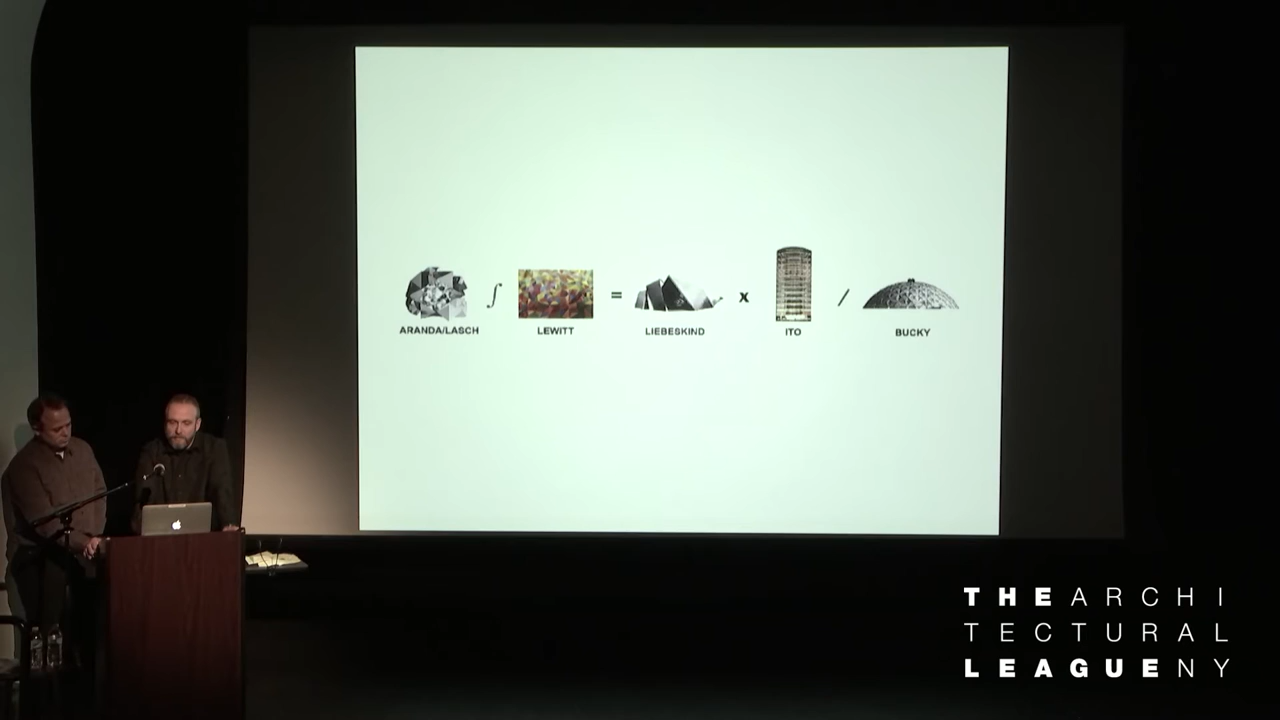 ∫ = x /
ARANDA/LASCH LEWITT LIEBESKIND ITO BUCKY
THE ARCHI
TECTURAL
LEAGUE NY